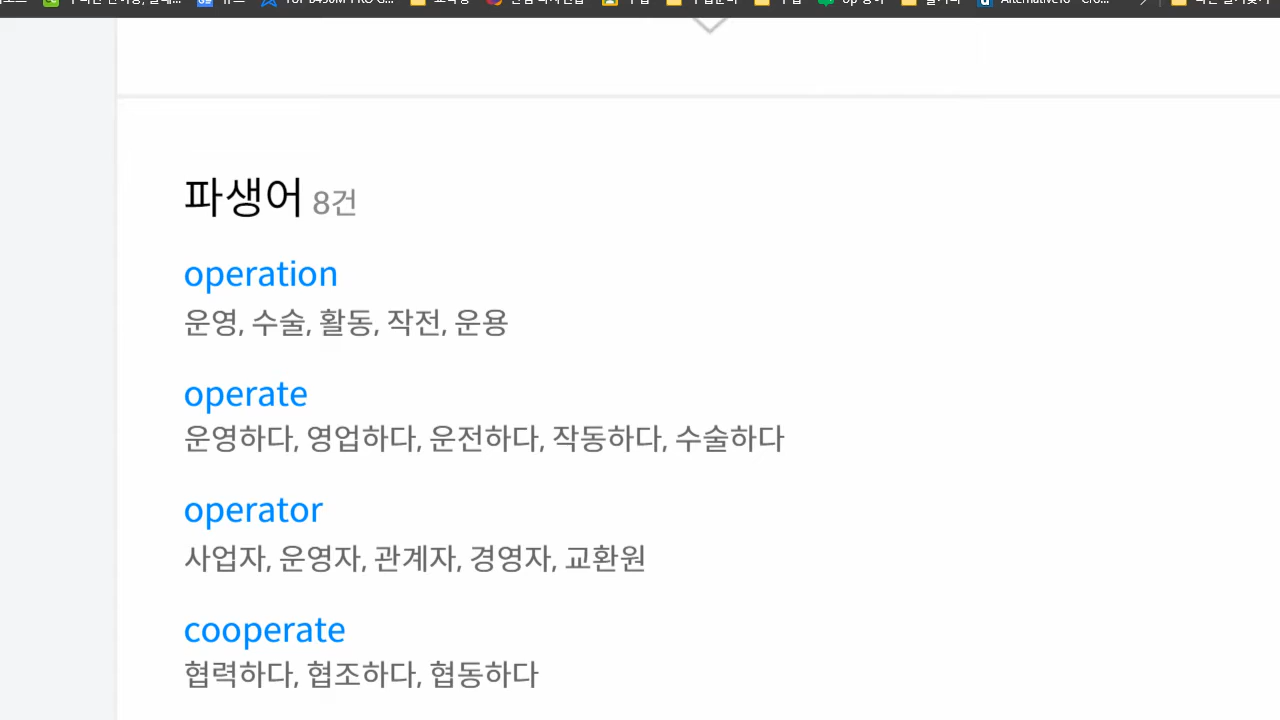 파생어 8건
operation
운영, 수술, 활동, 작전, 운용
operate
운영하다, 영업하다, 운전하다, 작동하다, 수술하다
operator
사업자, 운영자, 관계자, 경영자, 교환원
cooperate
협력하다, 협조하다, 협동하다